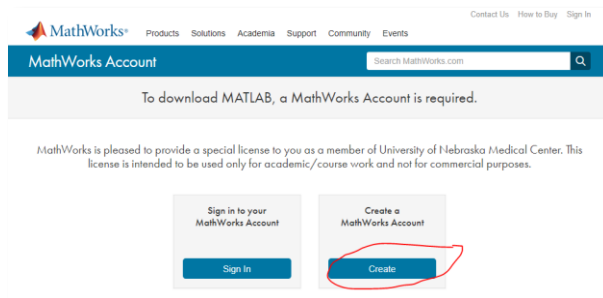 Contact Us How to Buy Sign In
MathWorks® Products Solutions Academia Support Community Events
MathWorks Account Search MathWorks.com
To download MATLAB, a MathWorks Account is required.
MathWorks is pleased to provide a special license to you as a member of University of Nebraska Medical Center. This
license is intended to be used only for academic/course work and not for commercial purposes.
Sign in to your
MathWorks Account
Sign In
Create a
MathWorks Account
Create